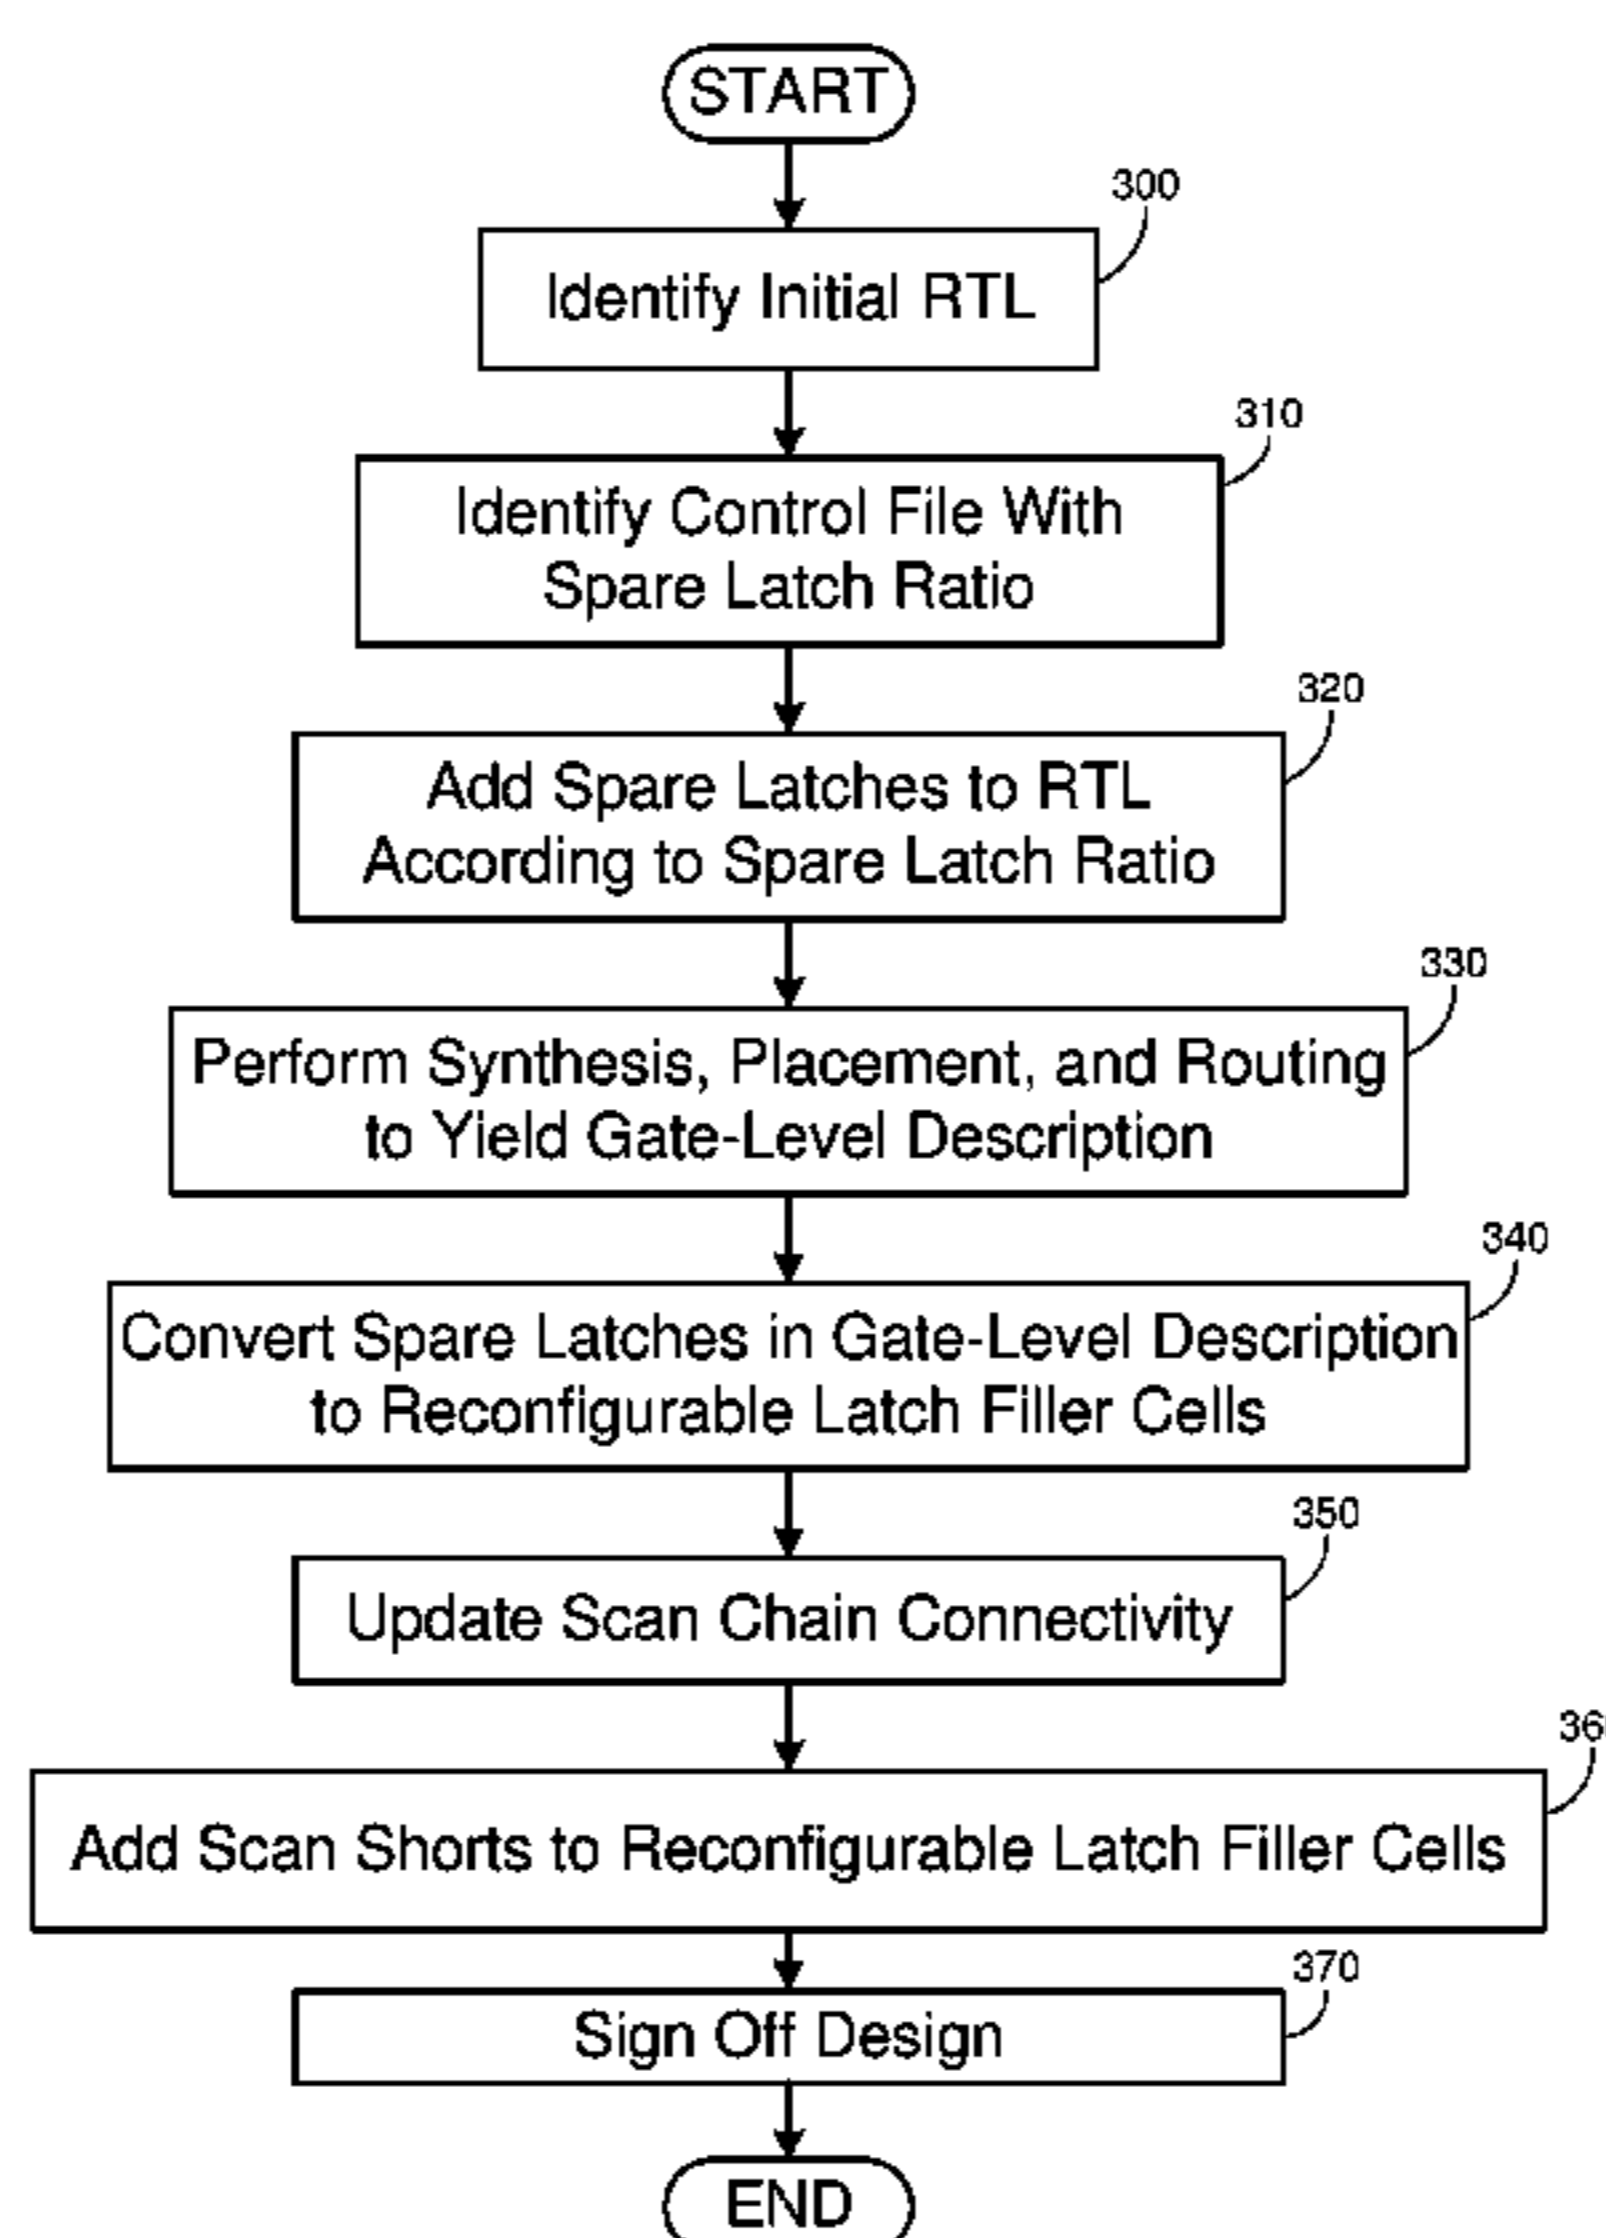 START
300
Identify Initial RTL
310
Identify Control File With
Spare Latch Ratio
320
Add Spare Latches to RTL
According to Spare Latch Ratio
330
Perform Synthesis, Placement, and Routing
to Yield Gate-Level Description
340
Convert Spare Latches in Gate-Level Description
to Reconfigurable Latch Filler Cells
350
Update Scan Chain Connectivity
Add Scan Shorts to Reconfigurable Latch Filler Cells
370
Sign Off Design
END